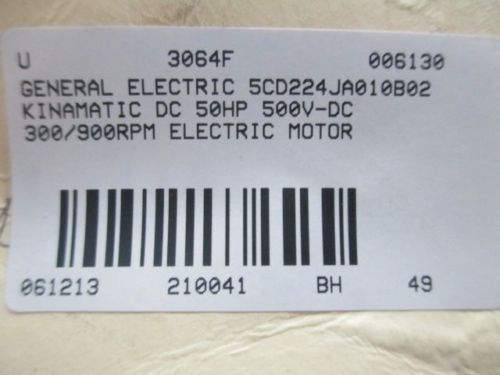 U 3064F 006130
GENERAL ELECTRIC 5CD224JA010B02
KINAMATIC DC 50HP 500V-DC
300/900RPM ELECTRIC MOTOR
061213 210041 BH 49